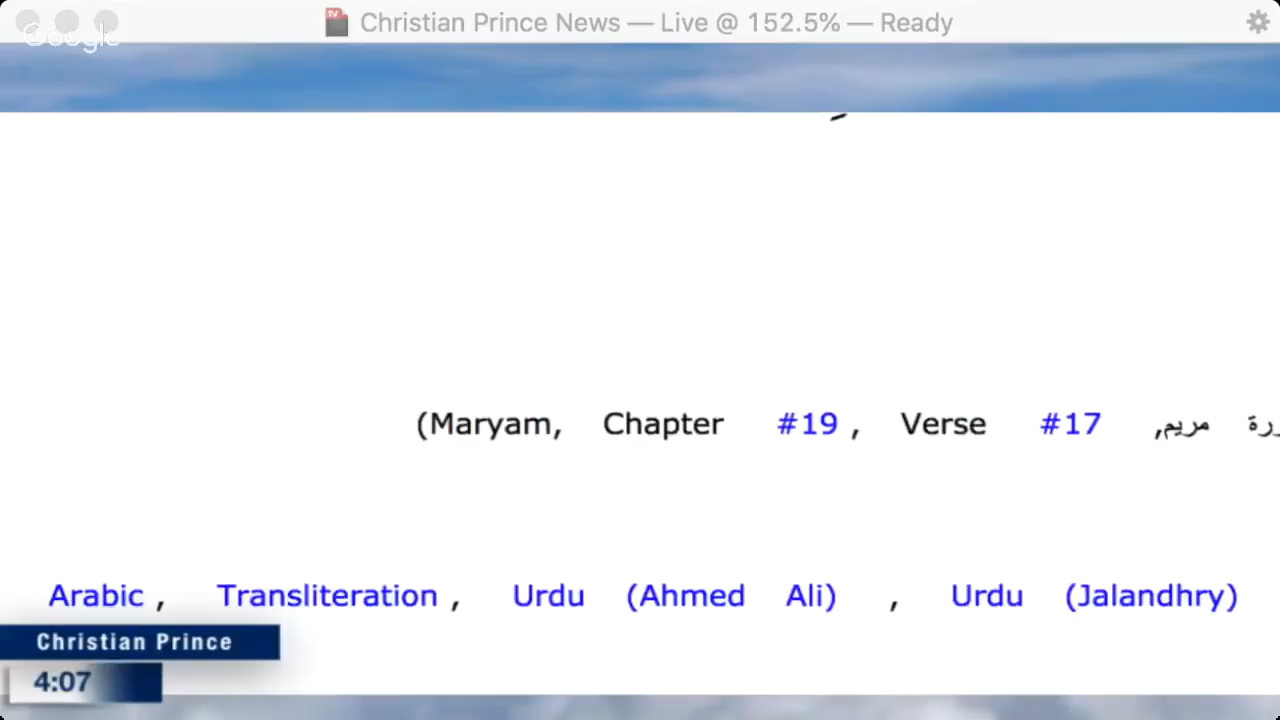 Christian Prince News — Live @ 152.5% — Ready
Google
(Maryam, Chapter #19 , Verse #17 مريم,
Arabic , Transliteration , Urdu (Ahmed Ali) , Urdu (Jalandhry)
Christian Prince
4:07